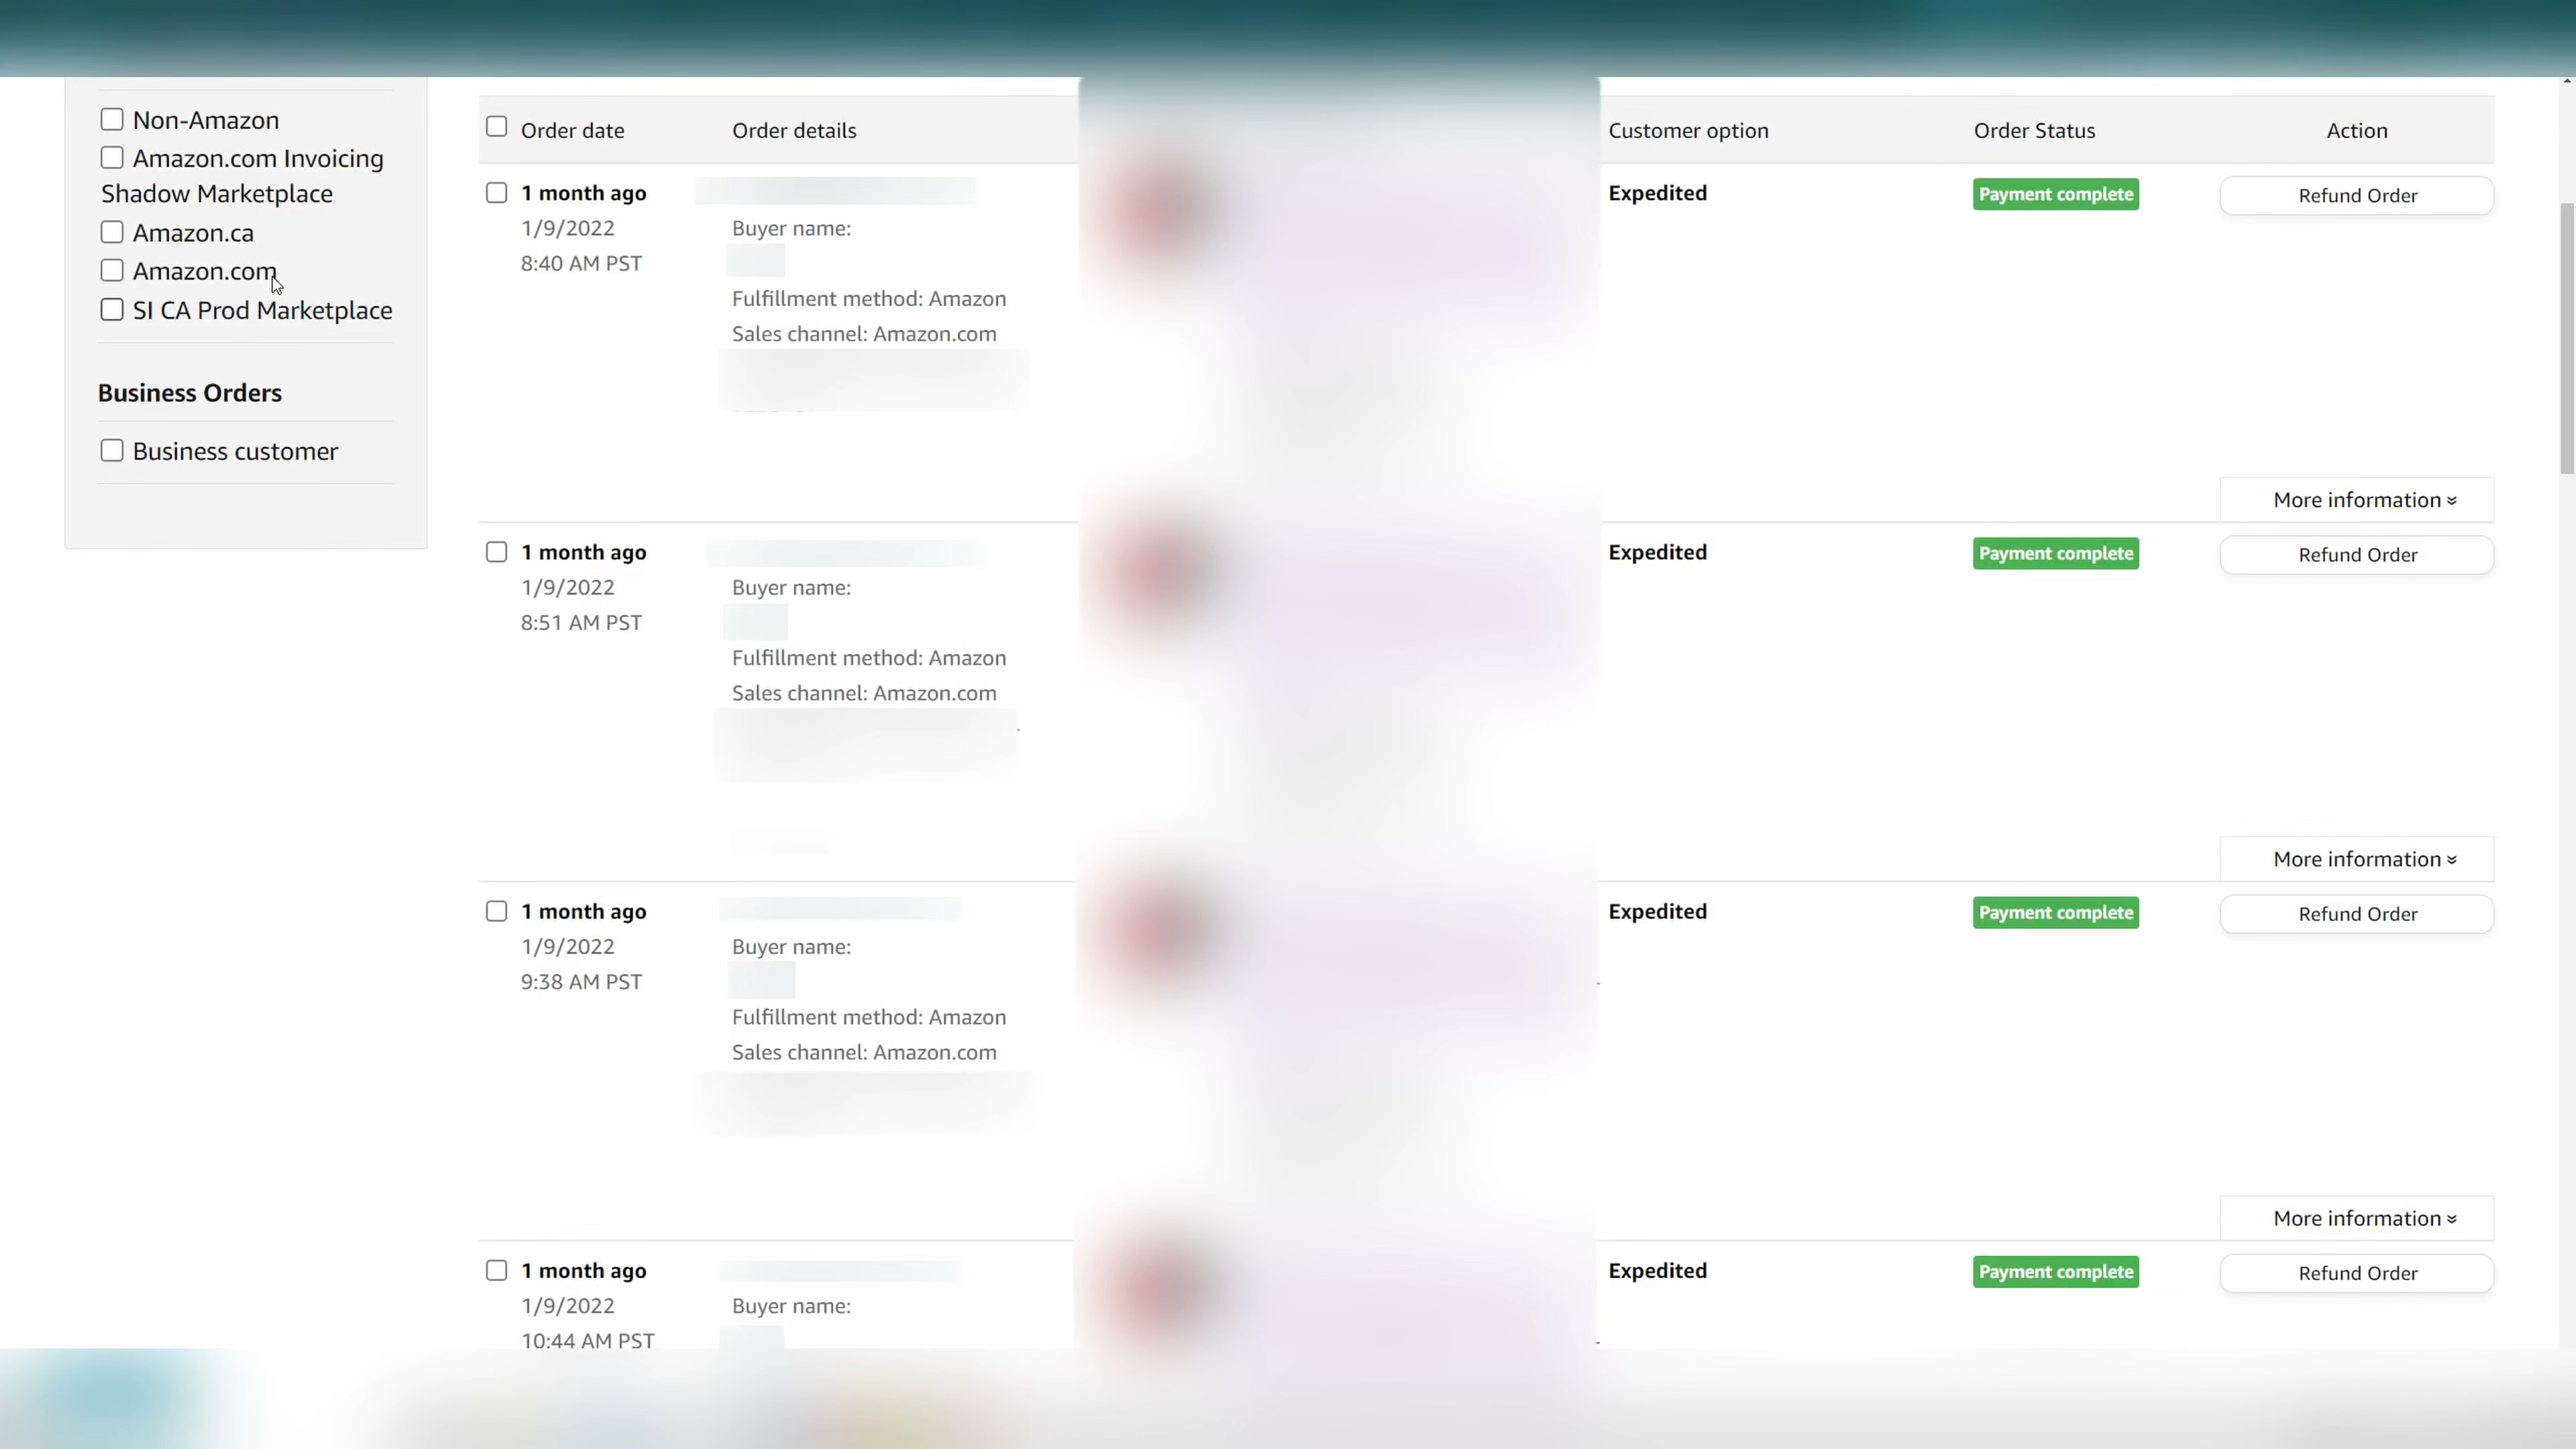 Non-Amazon
Amazon.com Invoicing
Shadow Marketplace
Amazon.ca
Amazon.com
SI CA Prod Marketplace
Business Orders
Business customer
Order date Order details Customer option Order Status Action
1 month ago Expedited Payment complete Refund Order
1/9/2022 Buyer name:
8:40 AM PST
Fulfillment method: Amazon
Sales channel: Amazon.com
More information
1 month ago Expedited Payment complete Refund Order
1/9/2022 Buyer name:
8:51 AM PST
Fulfillment method: Amazon
Sales channel: Amazon.com
More information
1 month ago Expedited Payment complete Refund Order
1/9/2022 Buyer name:
9:38 AM PST
Fulfillment method: Amazon
Sales channel: Amazon.com
More information
1 month ago Expedited Payment complete Refund Order
1/9/2022 Buyer name:
10:44 AM PST